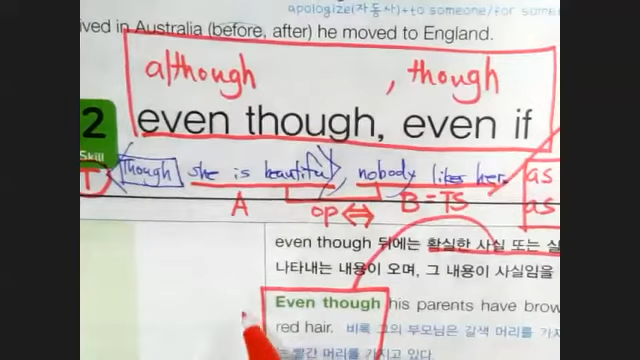 apologize(자동사)+to someone/for some
ved in Australia (before, after) he moved to England.
although , though
2 even though, even if
Skill
T Though she is beautiful, nobody likes her. as
A op ⇔ B = TS as
even though 뒤에는 확실한 사실 또는 실
나타내는 내용이 오며, 그 내용이 사실임을
Even though his parents have brow
red hair. 비록 그의 부모님은 갈색 머리를 가지
는 빨간 머리를 가지고 있다.